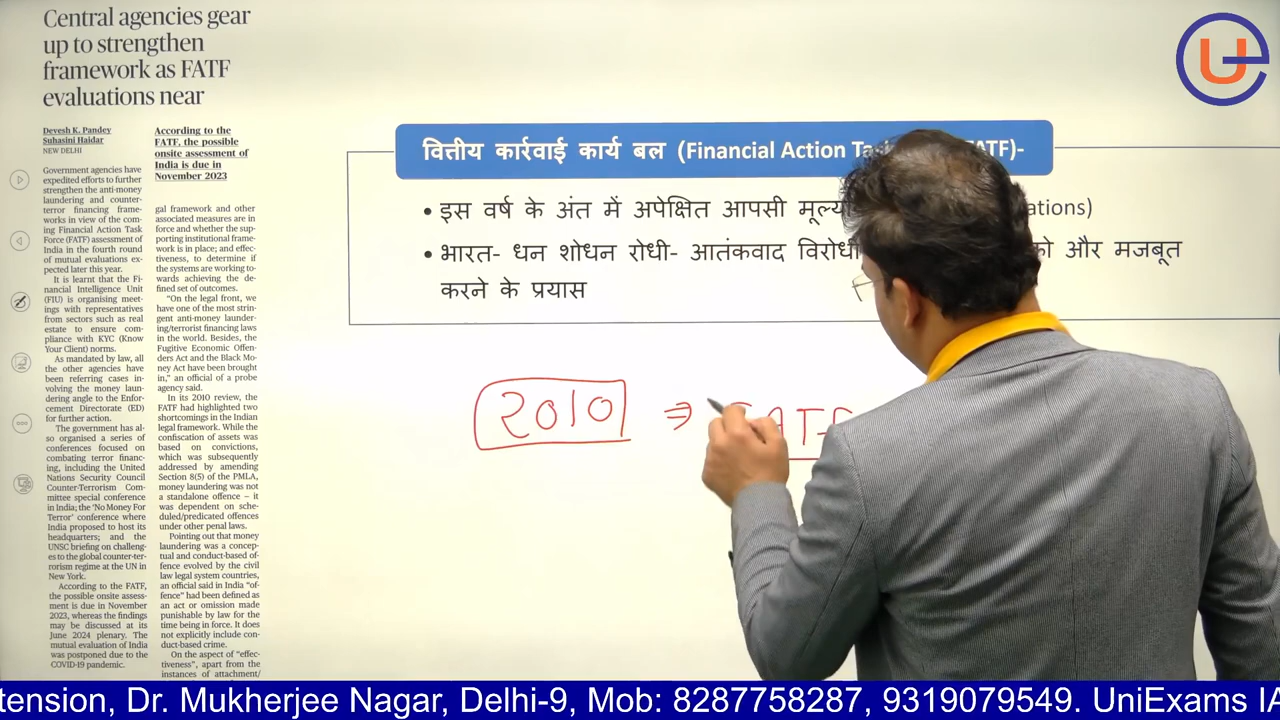 Central agencies gear
up to strengthen
framework as FATF
evaluations near
Devesh K. Pandey
Suhasini Haidar
NEW DELHI
Government agencies have
expedited efforts to further
strengthen the anti-money
laundering and counter-
terror financing frame-
works in view of the com-
ing Financial Action Task
Force (FATF) assessment of
India in the fourth round
of mutual evaluations ex-
pected later this year.
It is learnt that the Fi-
nancial Intelligence Unit
(FIU) is organising meet-
ings with representatives
from sectors such as real
estate to ensure com-
pliance with KYC (Know
Your Client) norms.
As mandated by law, all
the other agencies have
been referring cases in-
volving the money laun-
dering angle to the Enfor-
cement Directorate (ED)
for further action.
The government has al-
so organised a series of
conferences focused on
combating terror financ-
ing, including the United
Nations Security Council
Counter-Terrorism Com-
mittee special conference
in India; the 'No Money For
Terror' conference where
India proposed to host its
headquarters; and the
UNSC briefing on challeng-
es to the global counter-ter-
rorism regime at the UN in
New York.
According to the FATF,
the possible onsite assess-
ment is due in November
2023, whereas the findings
may be discussed at its
June 2024 plenary. The
mutual evaluation of India
was postponed due to the
COVID-19 pandemic.
According to the
FATF, the possible
onsite assessment of
India is due in
November 2023
gal framework and other
associated measures are in
force and whether the sup-
porting institutional frame-
work is in place; and effec-
tiveness, to determine if
the systems are working to-
wards achieving the de-
fined set of outcomes.
"On the legal front, we
have one of the most strin-
gent anti-money launder-
ing/terrorist financing laws
in the world. Besides, the
Fugitive Economic Offen-
ders Act and the Black Mo-
ney Act have been brought
in," an official of a probe
agency said.
In its 2010 review, the
FATF had highlighted two
shortcomings in the Indian
legal framework. While the
confiscation of assets was
based on convictions,
which was subsequently
addressed by amending
Section 8(5) of the PMLA,
money laundering was not
a standalone offence – it
was dependent on sche-
duled/predicated offences
under other penal laws.
Pointing out that money
laundering was a concep-
tual and conduct-based of-
fence evolved by the civil
law legal system countries,
an official said in India "of-
fence" had been defined as
an act or omission made
punishable by law for the
time being in force. It does
not explicitly include con-
duct-based crime.
On the aspect of "effec-
tiveness", apart from the
instances of attachment/
वित्तीय कार्रवाई कार्य बल (Financial Action Ta ATF)-
• इस वर्ष के अंत में अपेक्षित आपसी मूल्य ations)
• भारत- धन शोधन रोधी- आतंकवाद विरोधी को और मजबूत
करने के प्रयास
2010 ⇒ FATF
tension, Dr. Mukherjee Nagar, Delhi-9, Mob: 8287758287, 9319079549. UniExams IA